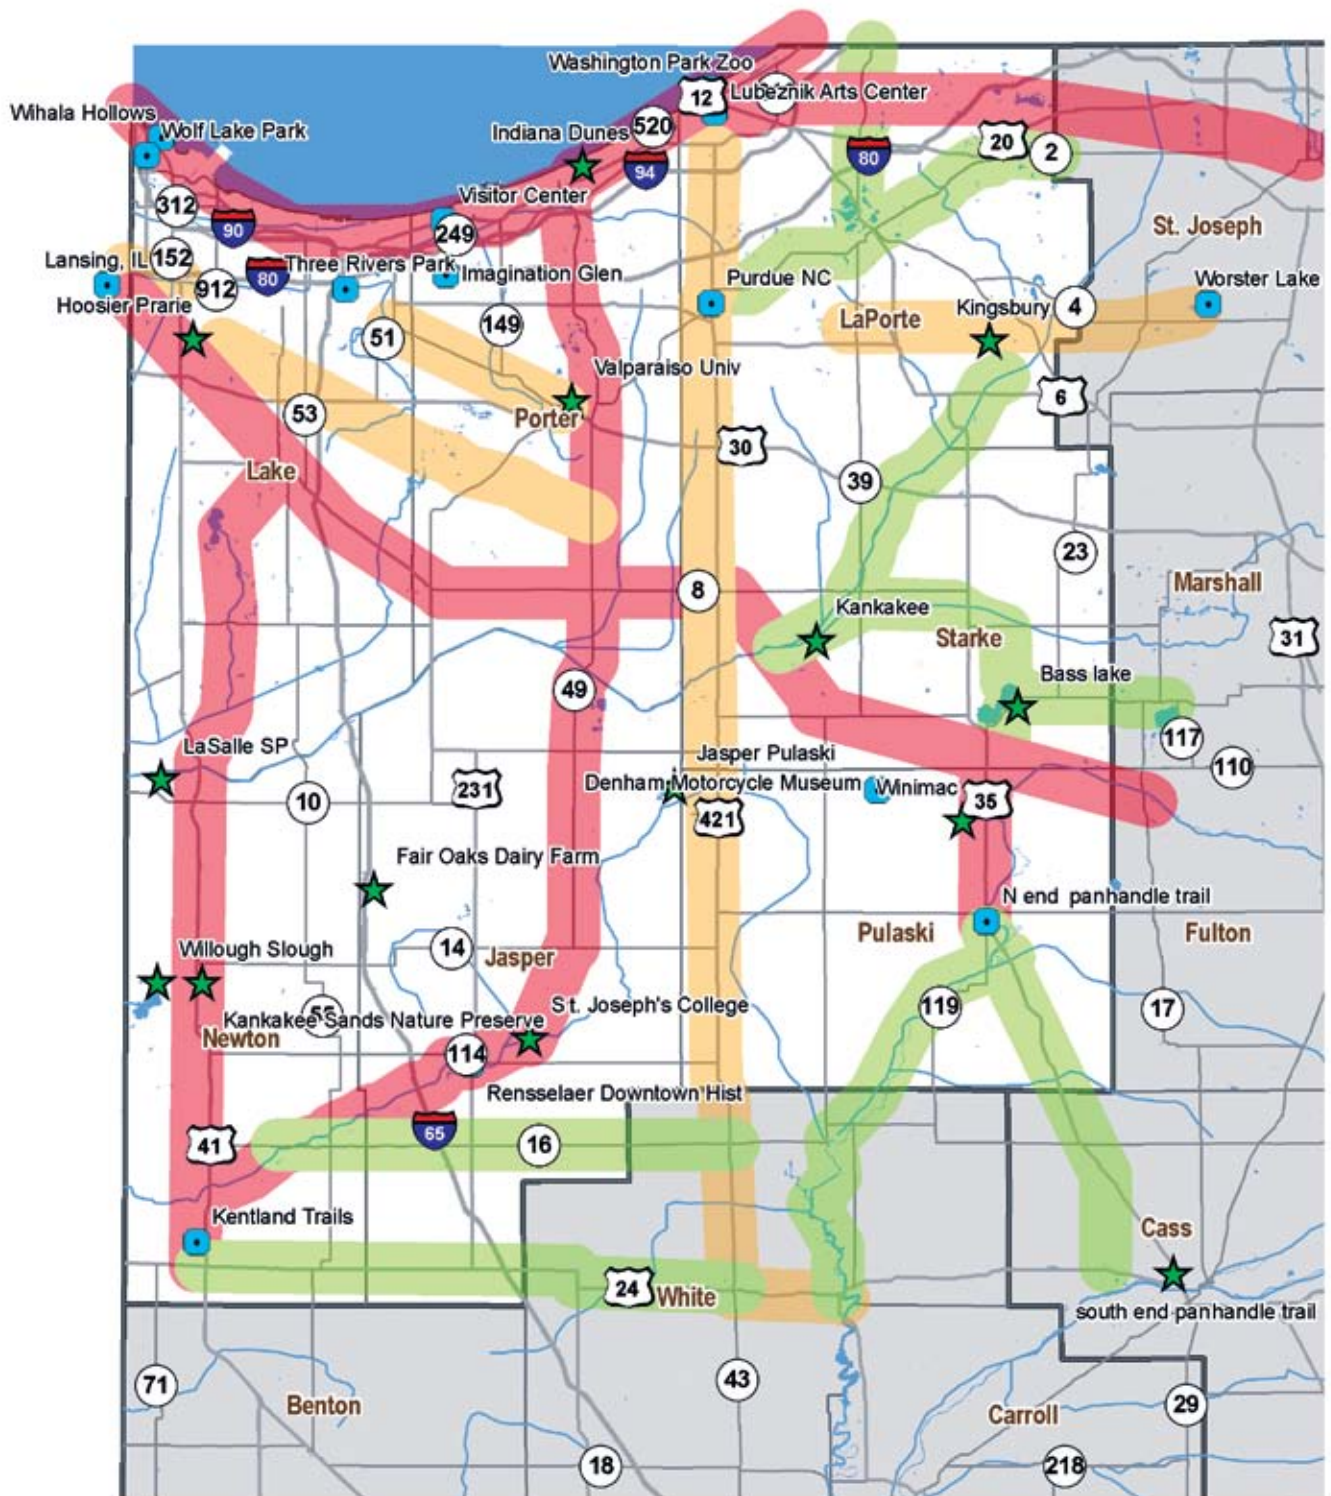 Washington Park Zoo
12
Lubeznik Arts Center
Wihala Hollows
Wolf Lake Park
Indiana Dunes
520
20
2
80
94
Visitor Center
312
90
249
St. Joseph
Lansing, IL
152
80
Three Rivers Park
Imagination Glen
Purdue NC
Worster Lake
912
Hoosier Prarie
Kingsbury
4
LaPorte
51
149
Valparaiso Univ
6
53
Porter
30
Lake
39
23
8
Marshall
Kankakee
Starke
31
Bass lake
49
117
LaSalle SP
Jasper Pulaski
110
10
231
Denham Motorcycle Museum
Winimac
35
421
Fair Oaks Dairy Farm
N end panhandle trail
Willough Slough
14
Jasper
Pulaski
Fulton
St. Joseph's College
119
17
55
Kankakee Sands Nature Preserve
Newton
114
Rensselaer Downtown Hist
65
41
16
Kentland Trails
Cass
24
White
south end panhandle trail
71
43
Benton
Carroll
29
18
218